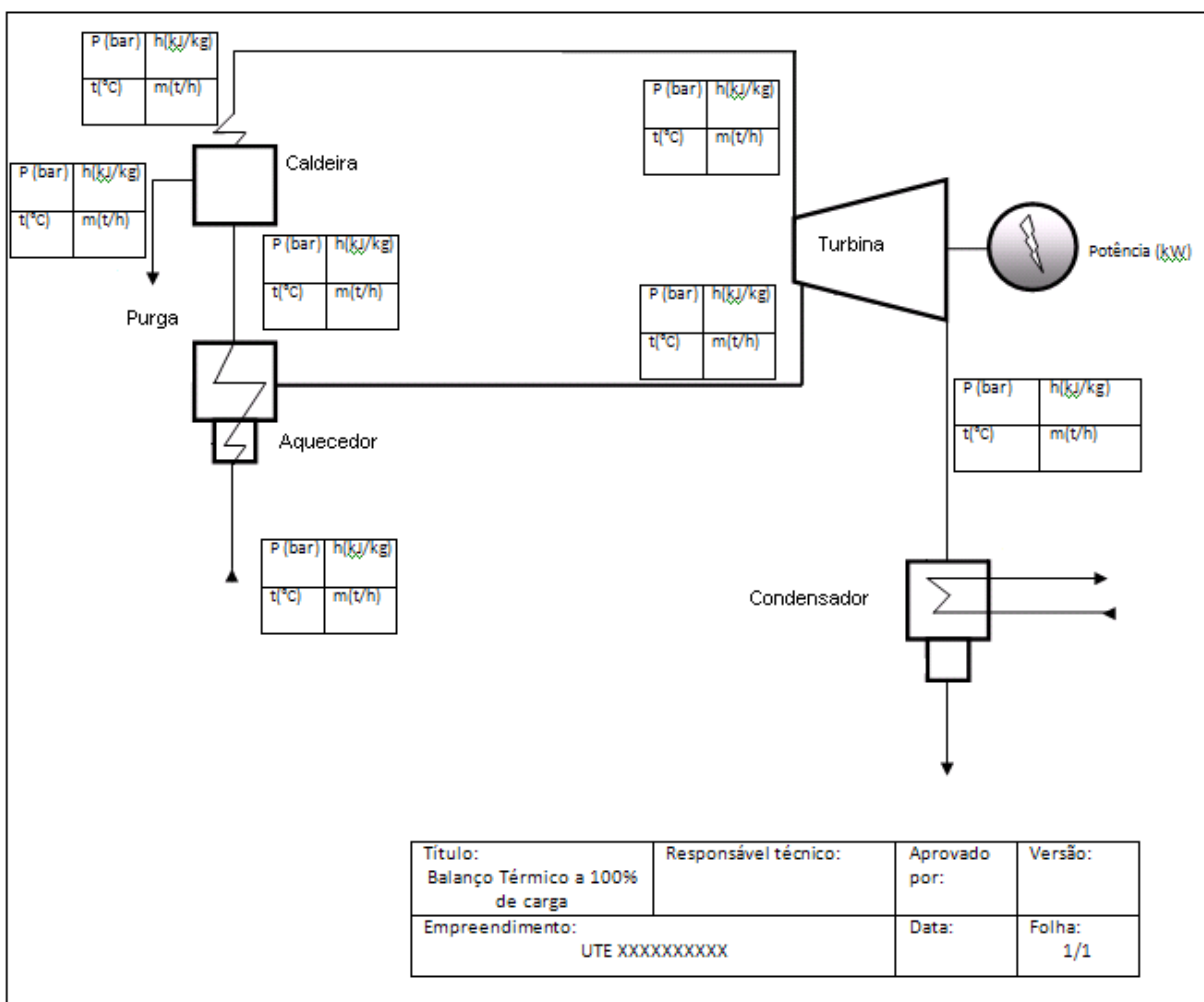 P (bar) h(kJ/kg)
t(°C) m(t/h)
P (bar) h(kJ/kg)
t(°C) m(t/h)
Caldeira
P (bar) h(kJ/kg)
t(°C) m(t/h)
Turbina
Potência (kW)
P (bar) h(kJ/kg)
t(°C) m(t/h)
Purga
P (bar) h(kJ/kg)
t(°C) m(t/h)
P (bar) h(kJ/kg)
t(°C) m(t/h)
Aquecedor
P (bar) h(kJ/kg)
t(°C) m(t/h)
Condensador
Título: Responsável técnico: Aprovado Versão:
Balanço Térmico a 100% por:
de carga
Empreendimento: Data: Folha:
UTE XXXXXXXXXX 1/1